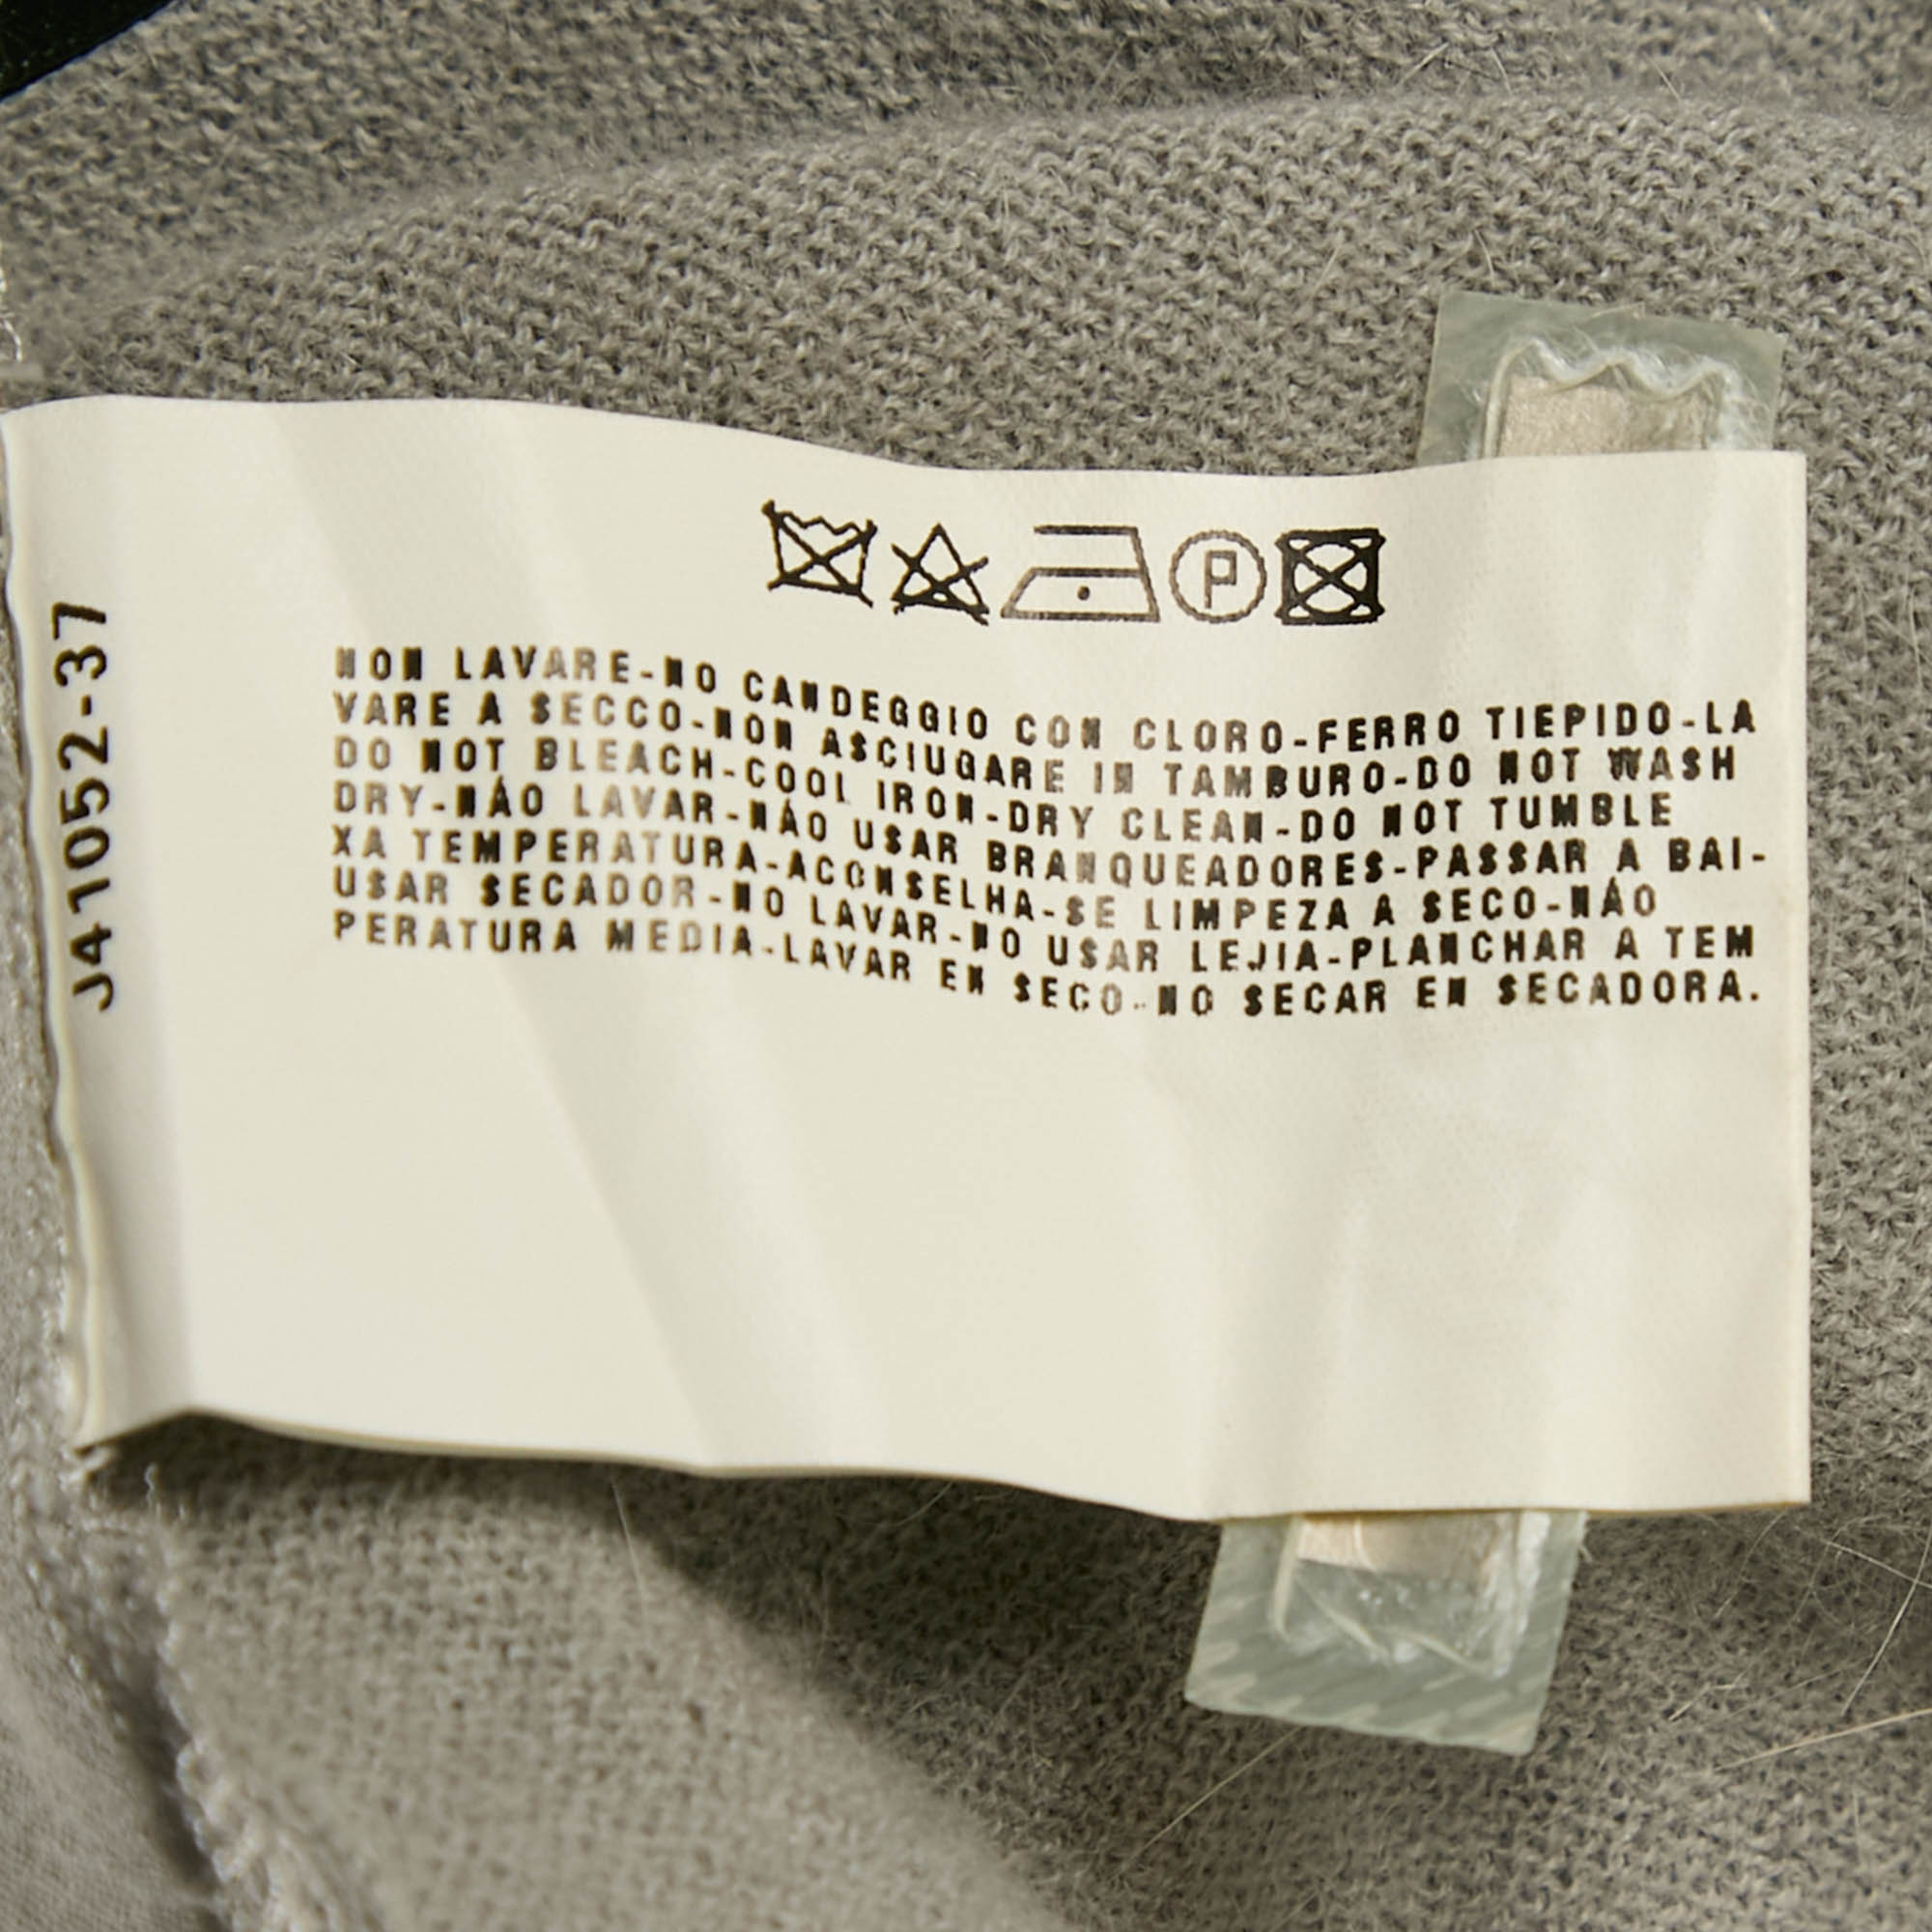 J41052-37
P
NON LAVARE-NO CANDEGGIO CON CLORO-FERRO TIEPIDO-LA
VARE A SECCO-NON ASCIUGARE IN TAMBURO-DO NOT WASH
DO NOT BLEACH-COOL IRON-DRY CLEAN-DO NOT TUMBLE
DRY-NÁO LAVAR-NÁO USAR BRANQUEADORES-PASSAR A BAI-
XA TEMPERATURA-ACONSELHA-SE LIMPEZA A SECO-NÁO
USAR SECADOR-NO LAVAR-NO USAR LEJIA-PLANCHAR A TEM
PERATURA MEDIA-LAVAR EN SECO-NO SECAR EN SECADORA.